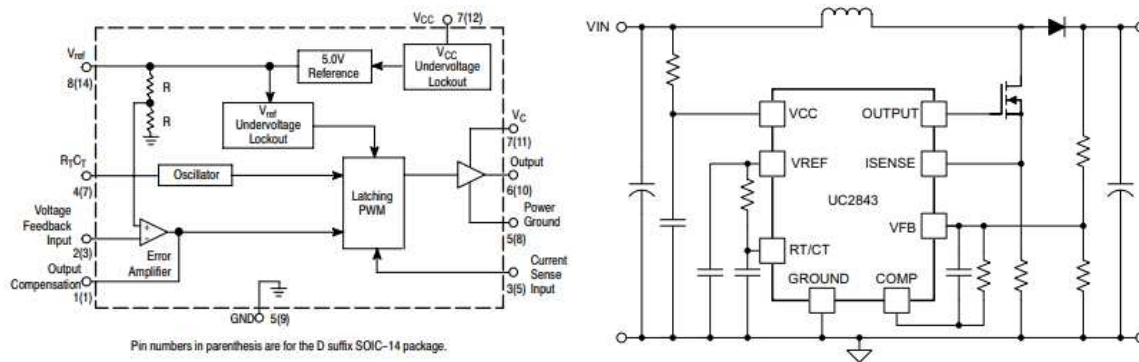 VCC 7(12)
Vref
8(14)
R
R
5.0V
Reference
VCC
Undervoltage
Lockout
Vref
Undervoltage
Lockout
RTCT
4(7)
Oscillator
Latching
PWM
VC
7(11)
Output
6(10)
Power
Ground
5(8)
Voltage
Feedback
Input
2(3)
+
-
Error
Amplifier
Output
Compensation
1(1)
Current
Sense
Input
3(5)
GND 5(9)
Pin numbers in parenthesis are for the D suffix SOIC-14 package.
VIN
VCC
OUTPUT
VREF
ISENSE
UC2843
VFB
RT/CT
GROUND
COMP